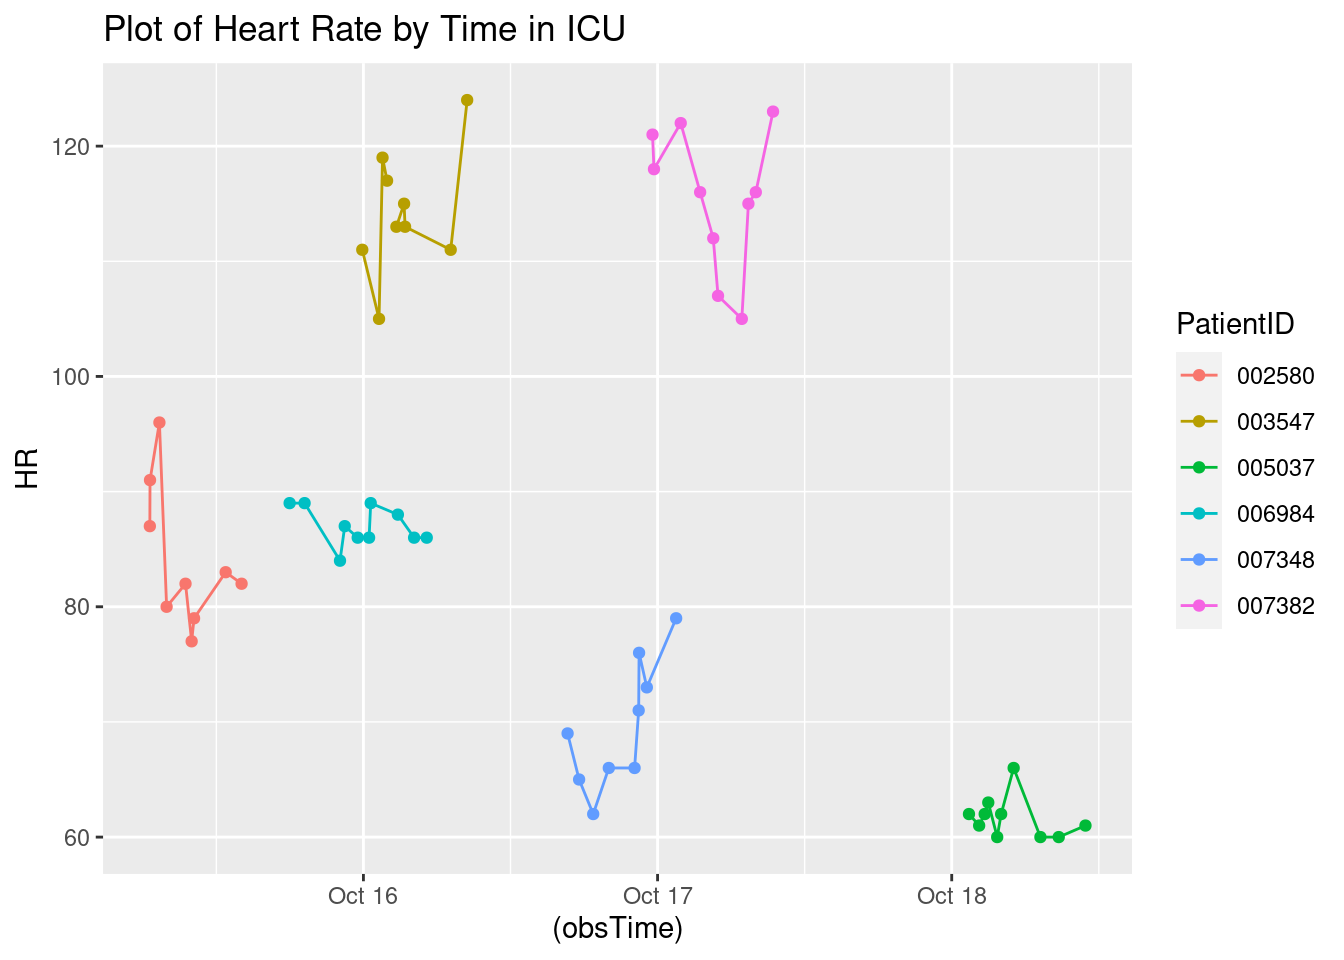 Plot of Heart Rate by Time in ICU
HR
120
100
80
60
Oct 16
Oct 17
Oct 18
(obsTime)
PatientID
002580
003547
005037
006984
007348
007382